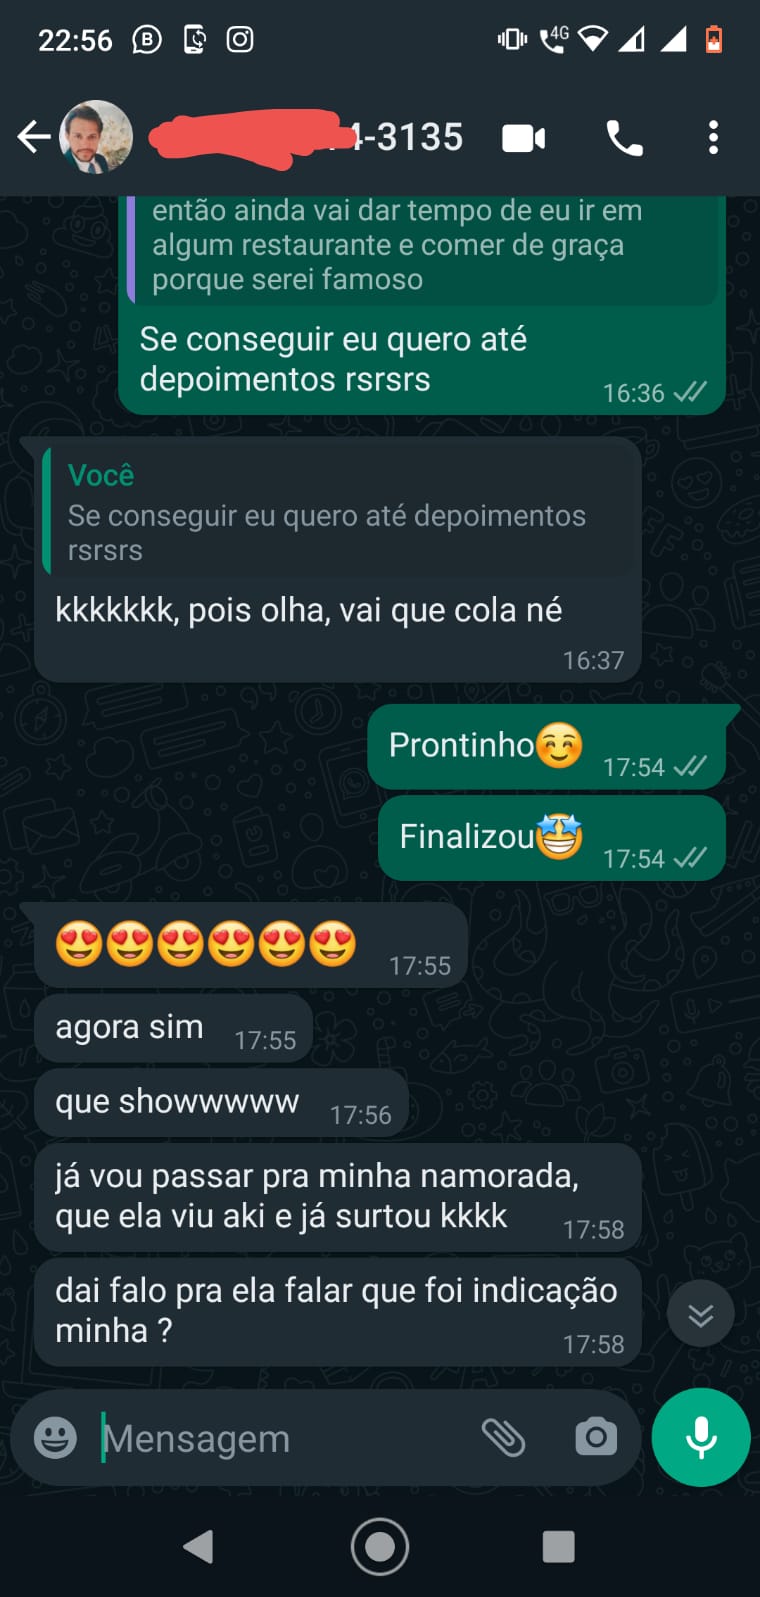 22:56
4G
4-3135
então ainda vai dar tempo de eu ir em
algum restaurante e comer de graça
porque serei famoso
Se conseguir eu quero até
depoimentos rsrsrs
16:36
Você
Se conseguir eu quero até depoimentos
rsrsrs
kkkkkkk, pois olha, vai que cola né
16:37
Prontinho😊
17:54
Finalizou🤩
17:54
😍😍😍😍😍😍
17:55
agora sim
17:55
que showwwww
17:56
já vou passar pra minha namorada,
que ela viu aki e já surtou kkkk
17:58
dai falo pra ela falar que foi indicação
minha ?
17:58
Mensagem